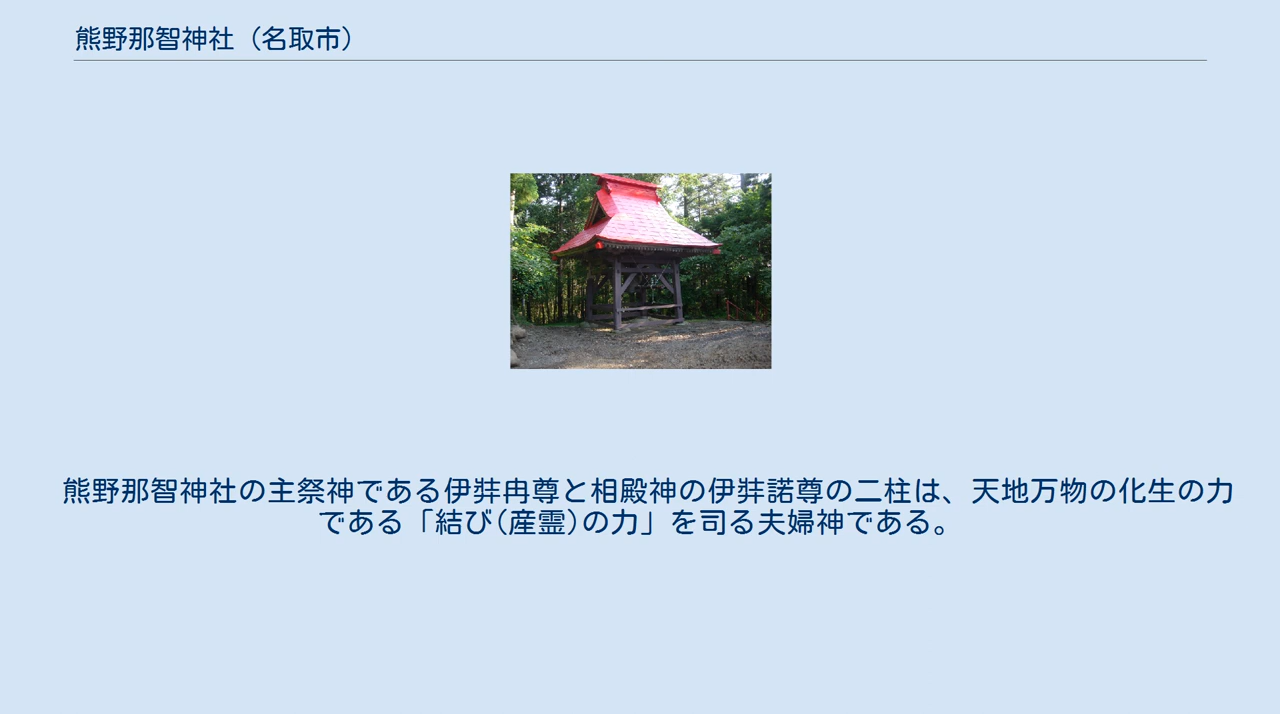 熊野那智神社（名取市）
熊野那智神社の主祭神である伊弉冉尊と相殿神の伊弉諾尊の二柱は、天地万物の化生の力
である「結び(産霊)の力」を司る夫婦神である。